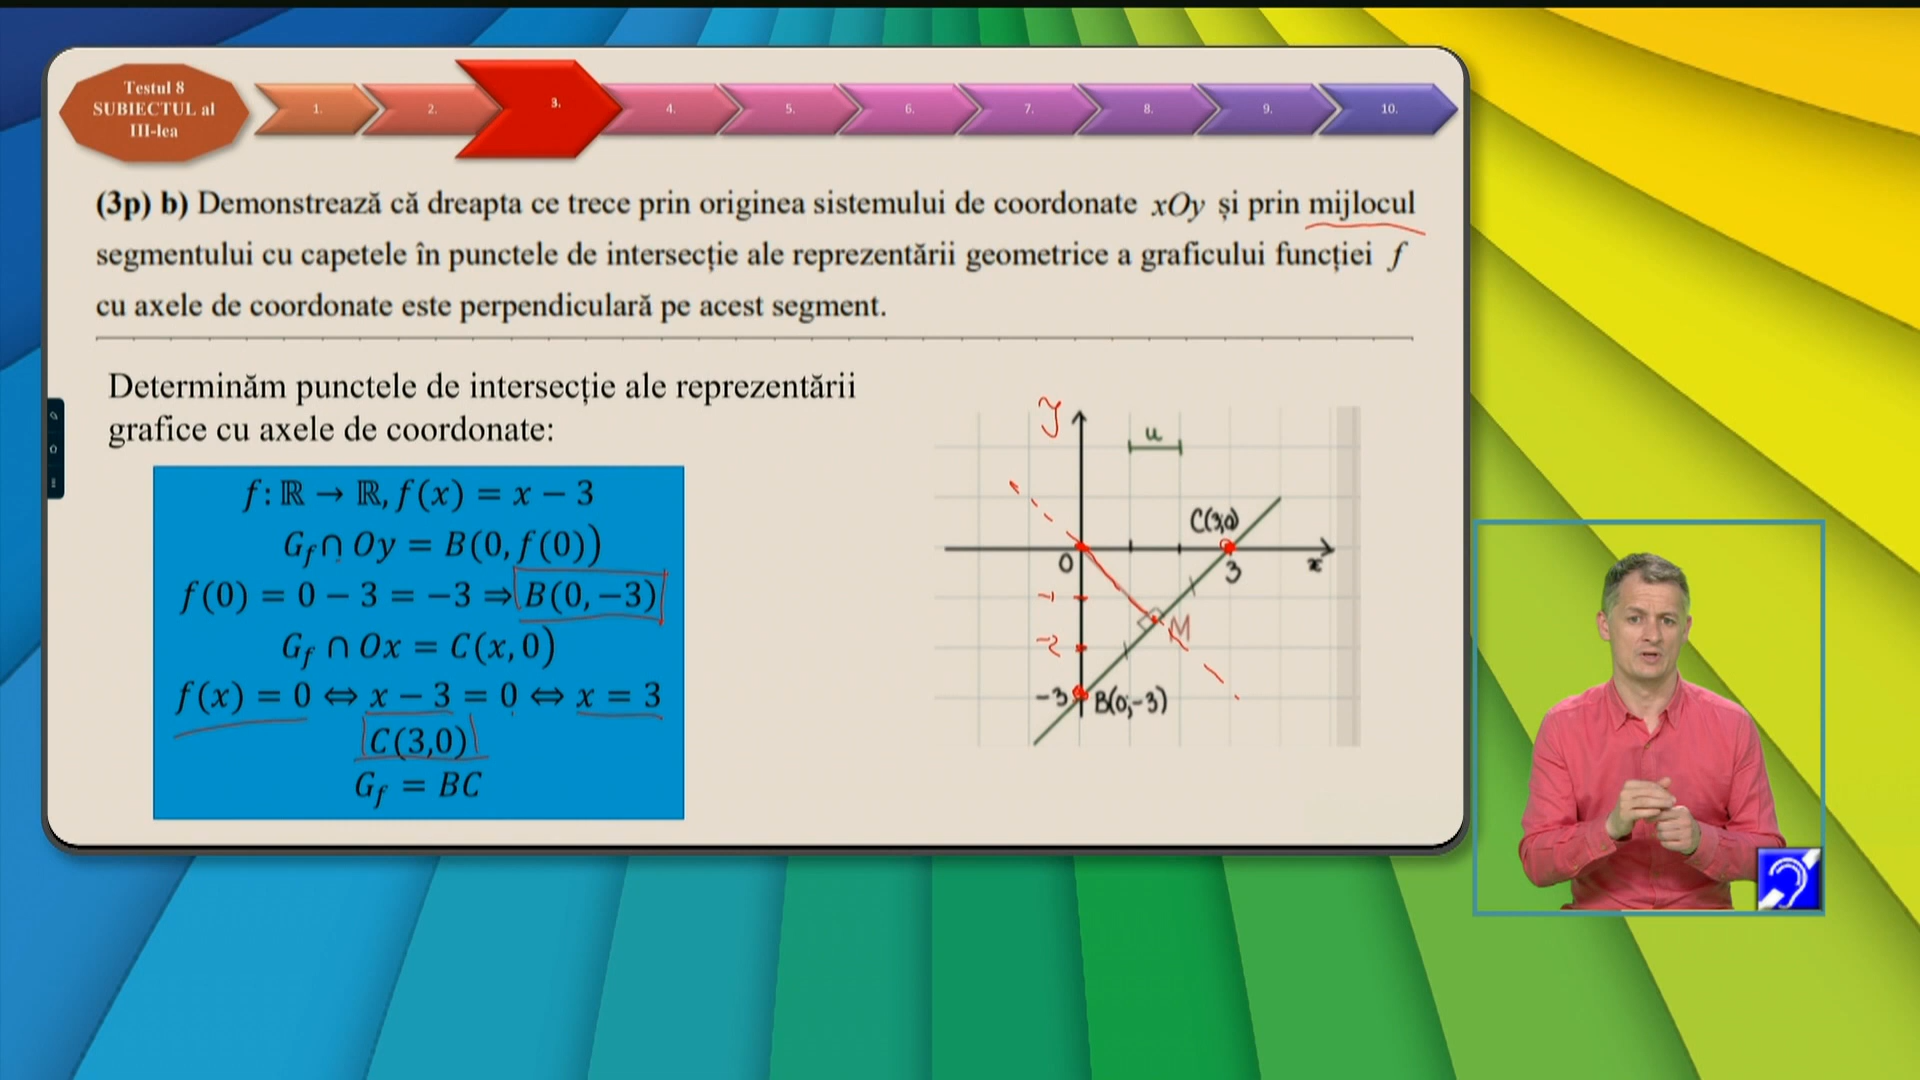 Testul 8
SUBIECTUL al
III-lea
1.
2.
3.
4.
5.
6.
7.
8.
9.
10.
(3p) b) Demonstrează că dreapta ce trece prin originea sistemului de coordonate xOy și prin mijlocul
segmentului cu capetele în punctele de intersecție ale reprezentării geometrice a graficului funcției f
cu axele de coordonate este perpendiculară pe acest segment.
Determinăm punctele de intersecție ale reprezentării
grafice cu axele de coordonate:
f: ℝ → ℝ, f(x) = x − 3
G_f ∩ Oy = B(0, f(0))
f(0) = 0 − 3 = −3 ⇒ B(0, −3)
G_f ∩ Ox = C(x, 0)
f(x) = 0 ⇔ x − 3 = 0 ⇔ x = 3
C(3,0)
G_f = BC
y
u
C(3,0)
0
3
x
-1
M
-2
-3
B(0;-3)